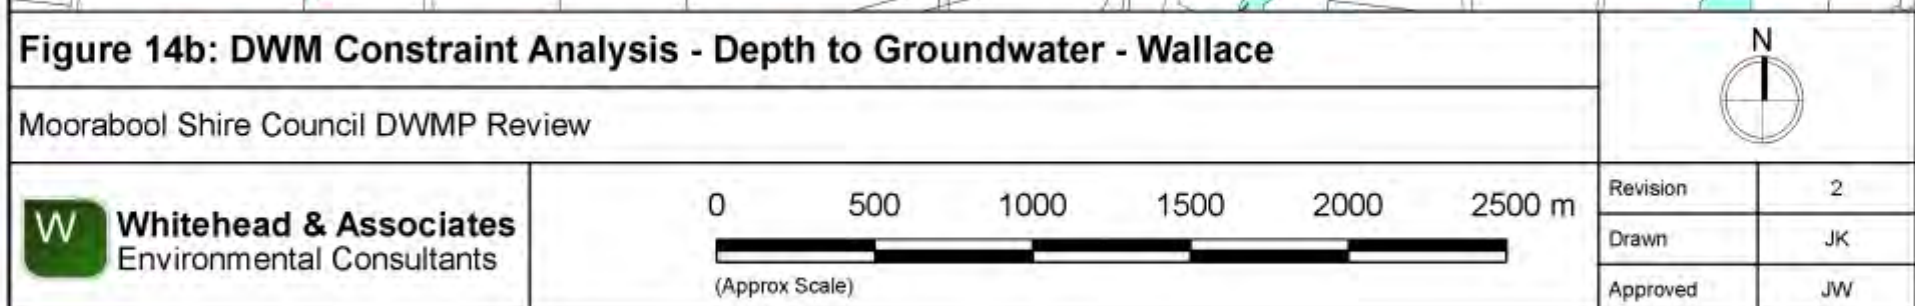 Figure 14b: DWM Constraint Analysis - Depth to Groundwater - Wallace
N
Moorabool Shire Council DWMP Review
W
Whitehead & Associates
Environmental Consultants
0 500 1000 1500 2000 2500 m
(Approx Scale)
Revision 2
Drawn JK
Approved JW